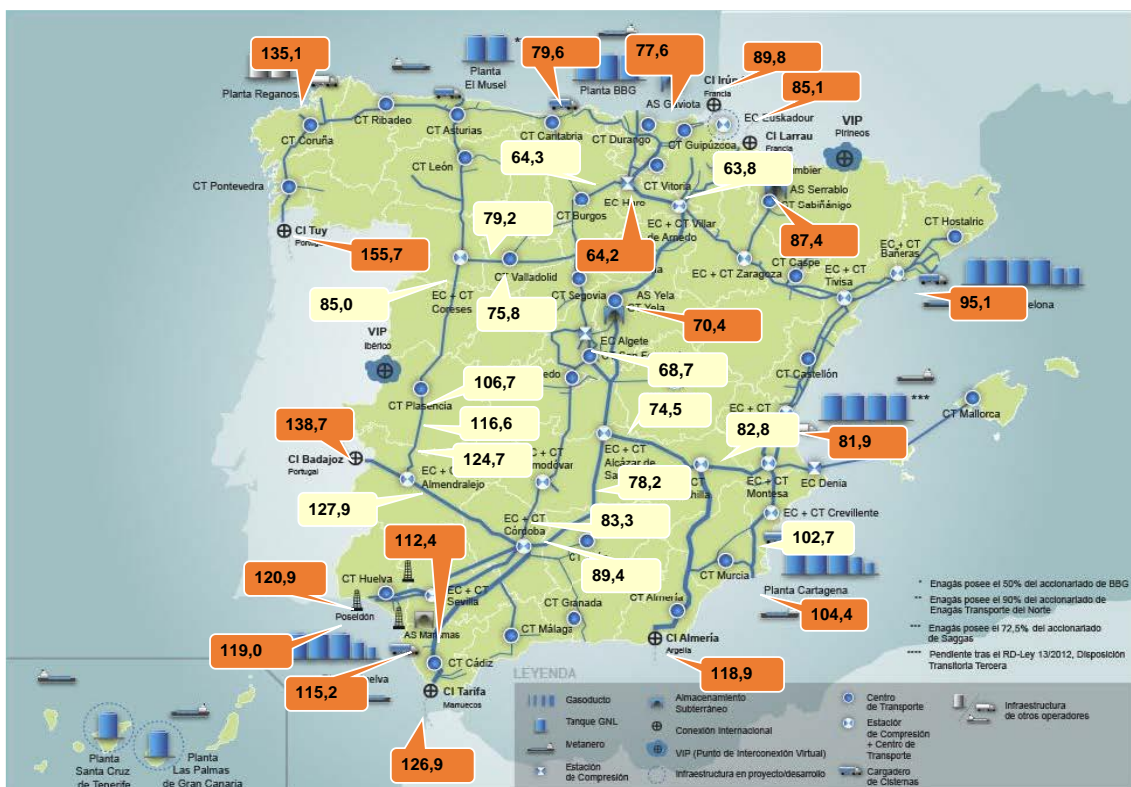 135,1
Planta Reganosa
Planta
El Musel
79,6
Planta BBG
77,6
AS Gaviota
CI Irún
Francia
89,8
85,1
EC Euskadour
CI Larrau
Francia
VIP
Pirineos
CT Coruña
CT Ribadeo
CT Asturias
CT Cantabria
CT Durango
CT Guipúzcoa
CT León
64,3
CT Vitoria
63,8
AS Serrablo
CT Sabiñánigo
CT Pontevedra
CI Tuy
155,7
79,2
CT Burgos
EC Haro
64,2
EC + CT Villar
de Arnedo
87,4
CT Hostalric
EC + CT
Bañeras
CT Valladolid
EC + CT Zaragoza
CT Caspe
EC + CT
Tivisa
85,0
EC + CT
Coreses
75,8
CT Segovia
AS Yela
CT Yela
70,4
95,1
VIP
Ibérico
EC Algete
68,7
CT Castellón
CT Plasencia
106,7
116,6
74,5
EC + CT
82,8
81,9
***
CT Mallorca
138,7
CI Badajoz
Portugal
124,7
EC + CT
Almendralejo
EC + CT
Alcázar de
78,2
EC + CT
Montesa
EC Denia
127,9
EC + CT
Córdoba
83,3
89,4
EC + CT Crevillente
102,7
112,4
120,9
CT Huelva
Poseidón
EC + CT
Sevilla
CT Granada
CT Málaga
CT Almería
CT Murcia
Planta Cartagena
104,4
119,0
115,2
CT Cádiz
CI Tarifa
Marruecos
126,9
CI Almería
Argelia
118,9
* Enagás posee el 50% del accionariado de BBG
** Enagás posee el 90% del accionariado de
Enagás Transporte del Norte
*** Enagás posee el 72,5% del accionariado
de Saggas
**** Pendiente tras el RD-Ley 13/2012, Disposición
Transitoria Tercera
Planta
Santa Cruz
de Tenerife
Planta
Las Palmas
de Gran Canaria
LEYENDA
Gasoducto
Tanque GNL
Metanero
Estación
de Compresión
Almacenamiento
Subterráneo
Conexión Internacional
VIP (Punto de Interconexión Virtual)
Infraestructura en proyecto/desarrollo
Centro
de Transporte
Estación
de Compresión
+ Centro de
Transporte
Cargadero
de Cisternas
Infraestructura
de otros operadores